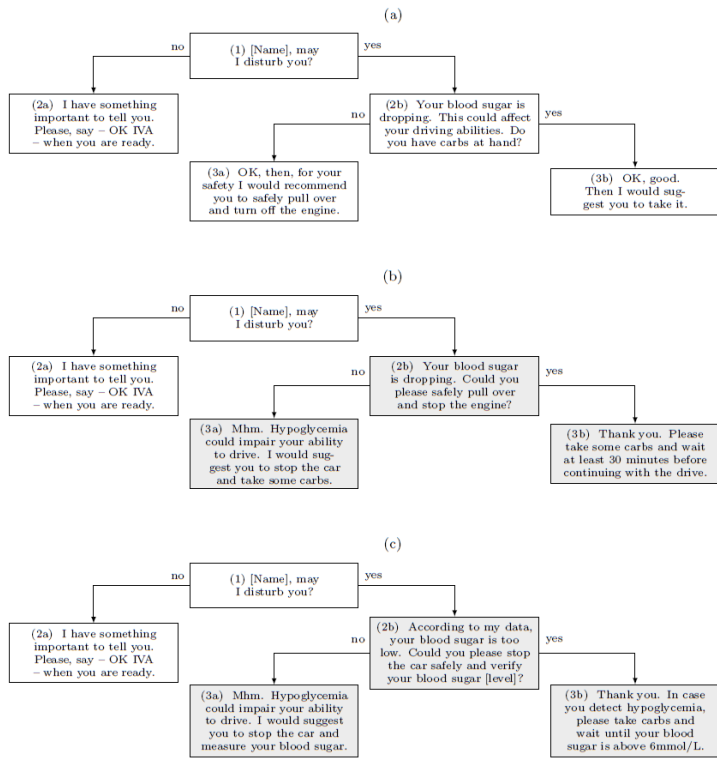 (a)
no
(1) [Name], may
I disturb you?
yes
(2a) I have something
important to tell you.
Please, say – OK IVA
– when you are ready.
no
(2b) Your blood sugar is
dropping. This could affect
your driving abilities. Do
you have carbs at hand?
yes
(3a) OK, then, for your
safety I would recommend
you to safely pull over
and turn off the engine.
(3b) OK, good.
Then I would sug-
gest you to take it.
(b)
no
(1) [Name], may
I disturb you?
yes
(2a) I have something
important to tell you.
Please, say – OK IVA
– when you are ready.
no
(2b) Your blood sugar
is dropping. Could you
please safely pull over
and stop the engine?
yes
(3a) Mhm. Hypoglycemia
could impair your ability
to drive. I would sug-
gest you to stop the car
and take some carbs.
(3b) Thank you. Please
take some carbs and wait
at least 30 minutes before
continuing with the drive.
(c)
no
(1) [Name], may
I disturb you?
yes
(2a) I have something
important to tell you.
Please, say – OK IVA
– when you are ready.
no
(2b) According to my data,
your blood sugar is too
low. Could you please stop
the car safely and verify
your blood sugar [level]?
yes
(3a) Mhm. Hypoglycemia
could impair your ability
to drive. I would suggest
you to stop the car and
measure your blood sugar.
(3b) Thank you. In case
you detect hypoglycemia,
please take carbs and
wait until your blood
sugar is above 6mmol/L.